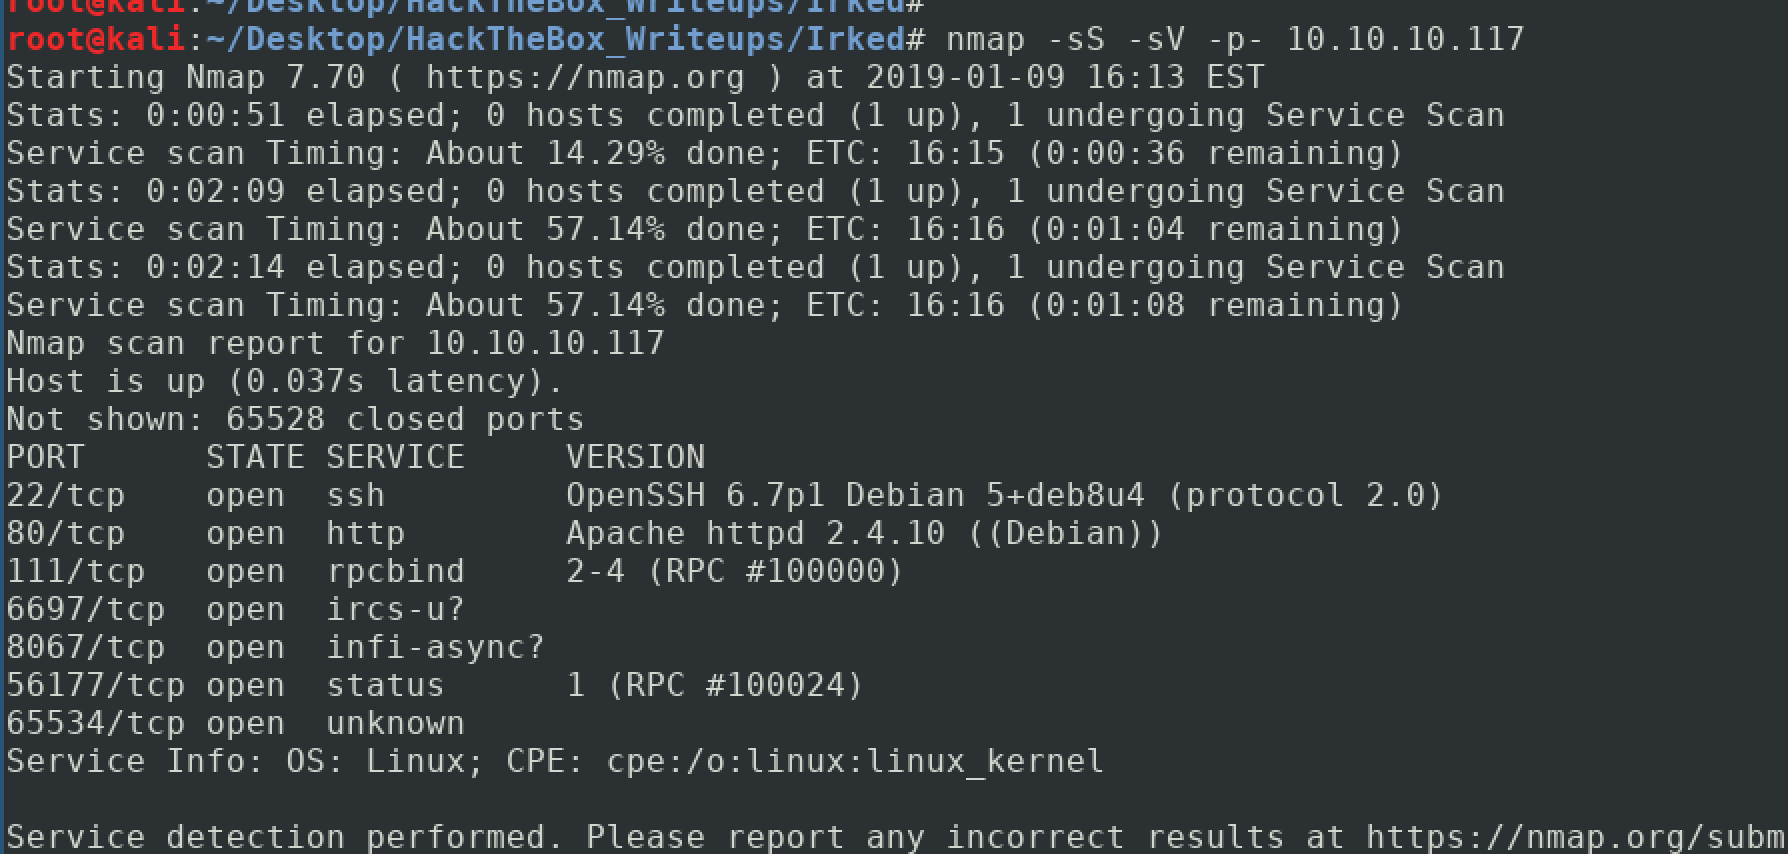 root@kali:~/Desktop/HackTheBox_Writeups/Irked#
root@kali:~/Desktop/HackTheBox_Writeups/Irked# nmap -sS -sV -p- 10.10.10.117
Starting Nmap 7.70 ( https://nmap.org ) at 2019-01-09 16:13 EST
Stats: 0:00:51 elapsed; 0 hosts completed (1 up), 1 undergoing Service Scan
Service scan Timing: About 14.29% done; ETC: 16:15 (0:00:36 remaining)
Stats: 0:02:09 elapsed; 0 hosts completed (1 up), 1 undergoing Service Scan
Service scan Timing: About 57.14% done; ETC: 16:16 (0:01:04 remaining)
Stats: 0:02:14 elapsed; 0 hosts completed (1 up), 1 undergoing Service Scan
Service scan Timing: About 57.14% done; ETC: 16:16 (0:01:08 remaining)
Nmap scan report for 10.10.10.117
Host is up (0.037s latency).
Not shown: 65528 closed ports
PORT      STATE SERVICE     VERSION
22/tcp    open  ssh         OpenSSH 6.7p1 Debian 5+deb8u4 (protocol 2.0)
80/tcp    open  http        Apache httpd 2.4.10 ((Debian))
111/tcp   open  rpcbind     2-4 (RPC #100000)
6697/tcp  open  ircs-u?
8067/tcp  open  infi-async?
56177/tcp open  status      1 (RPC #100024)
65534/tcp open  unknown
Service Info: OS: Linux; CPE: cpe:/o:linux:linux_kernel
Service detection performed. Please report any incorrect results at https://nmap.org/subm